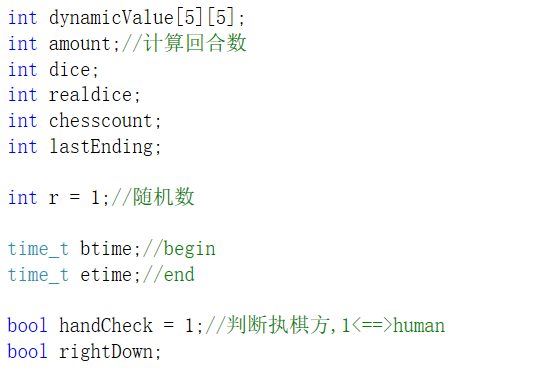 int dynamicValue[5][5];
int amount;//计算回合数
int dice;
int realdice;
int chesscount;
int lastEnding;
int r = 1;//随机数
time_t btime;//begin
time_t etime;//end
bool handCheck = 1;//判断执棋方,1<==>human
bool rightDown;